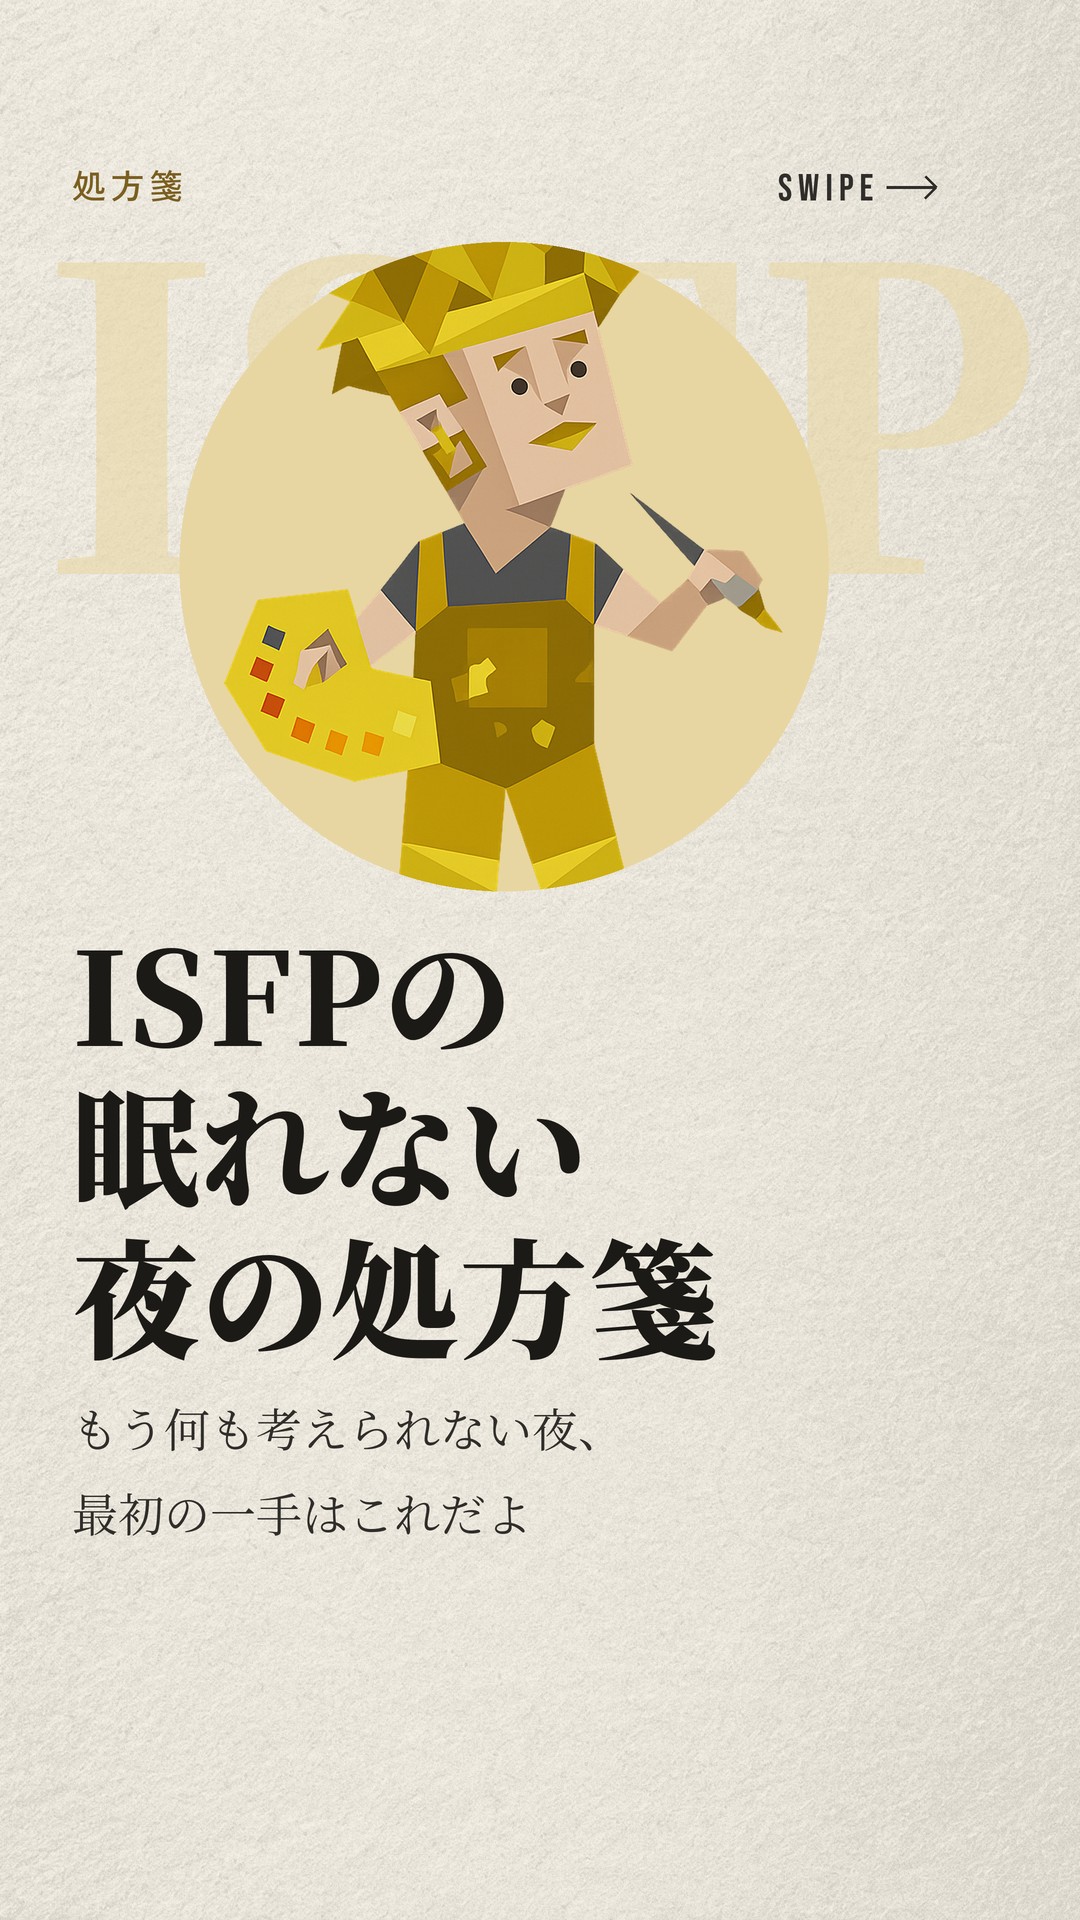 処方箋
SWIPE →
ISFP
ISFPの
眠れない
夜の処方箋
もう何も考えられない夜、
最初の一手はこれだよ